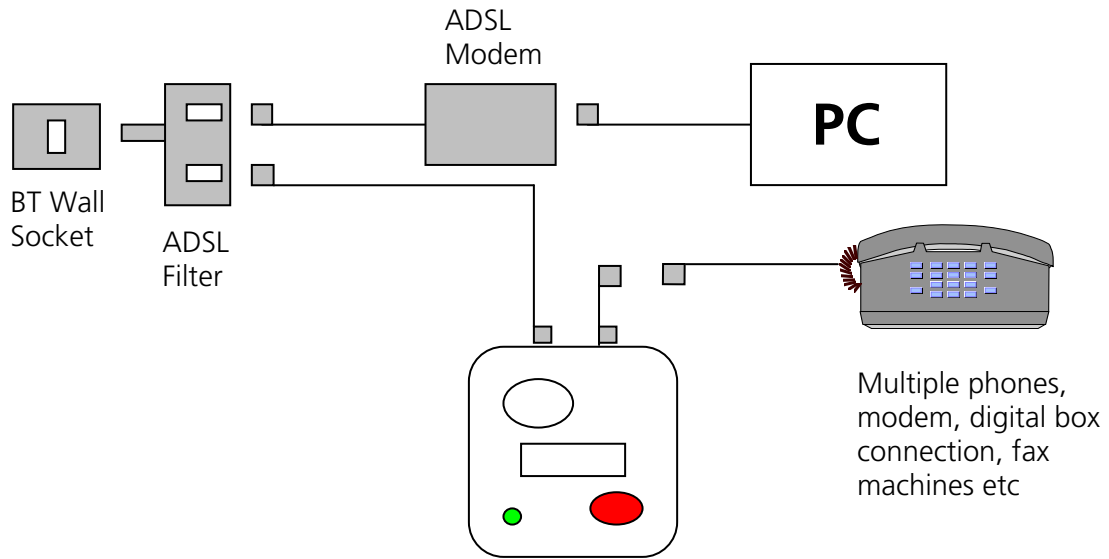 ADSL
Modem
PC
BT Wall
Socket
ADSL
Filter
Multiple phones,
modem, digital box
connection, fax
machines etc